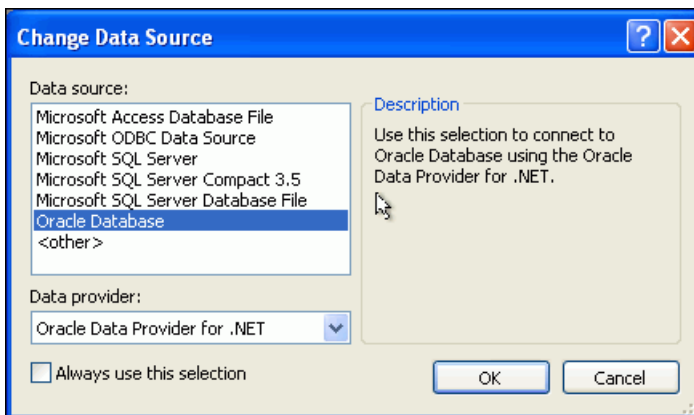 Change Data Source
Data source:
Microsoft Access Database File
Microsoft ODBC Data Source
Microsoft SQL Server
Microsoft SQL Server Compact 3.5
Microsoft SQL Server Database File
Oracle Database
<other>
Description
Use this selection to connect to
Oracle Database using the Oracle
Data Provider for .NET.
Data provider:
Oracle Data Provider for .NET
Always use this selection
OK
Cancel